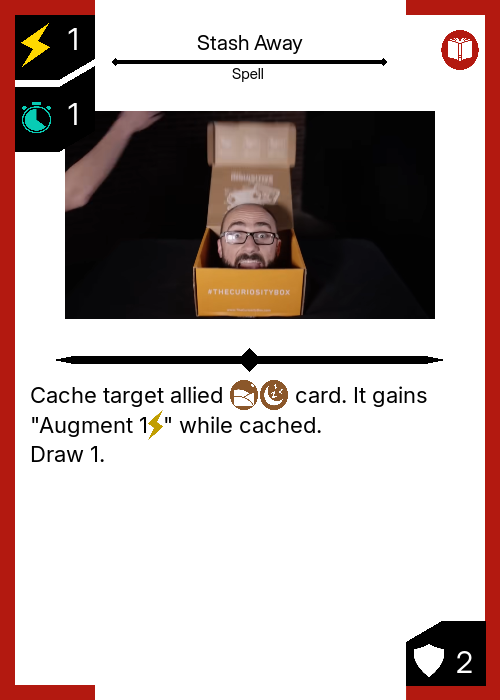 1
Stash Away
Spell
1
#THECURIOSITYBOX
Cache target allied card. It gains
"Augment 1" while cached.
Draw 1.
2